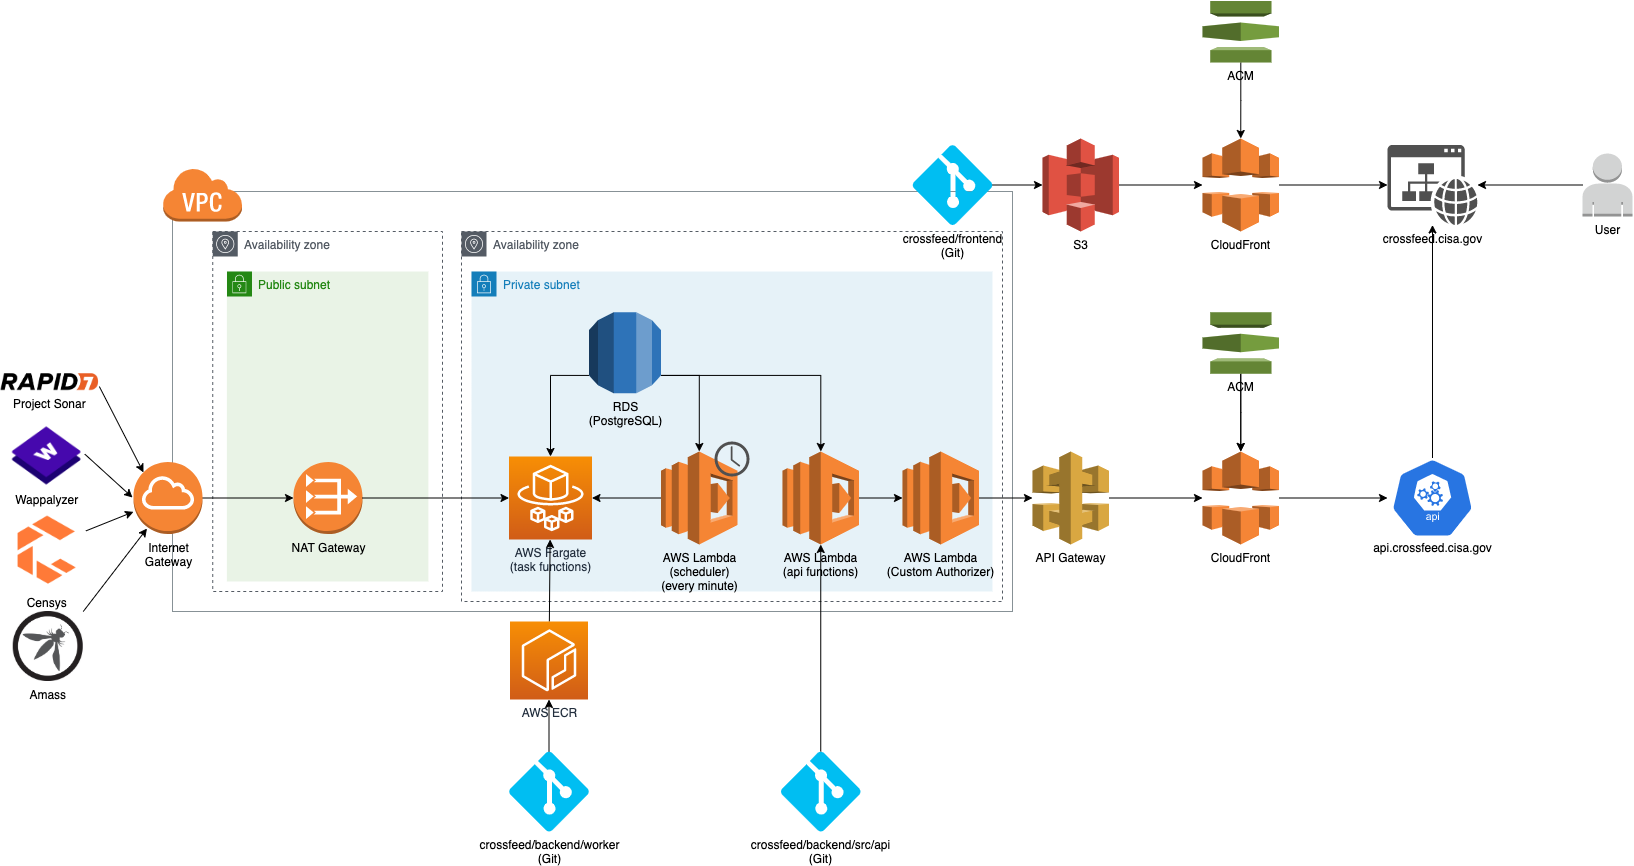 ACM
VPC
crossfeed/frontend
(Git)
S3
CloudFront
crossfeed.cisa.gov
User
Availability zone
Availability zone
Public subnet
Private subnet
RAPID7
Project Sonar
W
Wappalyzer
Censys
Amass
Internet
Gateway
NAT Gateway
RDS
(PostgreSQL)
AWS Fargate
(task functions)
AWS Lambda
(scheduler)
(every minute)
AWS Lambda
(api functions)
AWS Lambda
(Custom Authorizer)
API Gateway
ACM
CloudFront
api
api.crossfeed.cisa.gov
AWS ECR
crossfeed/backend/worker
(Git)
crossfeed/backend/src/api
(Git)